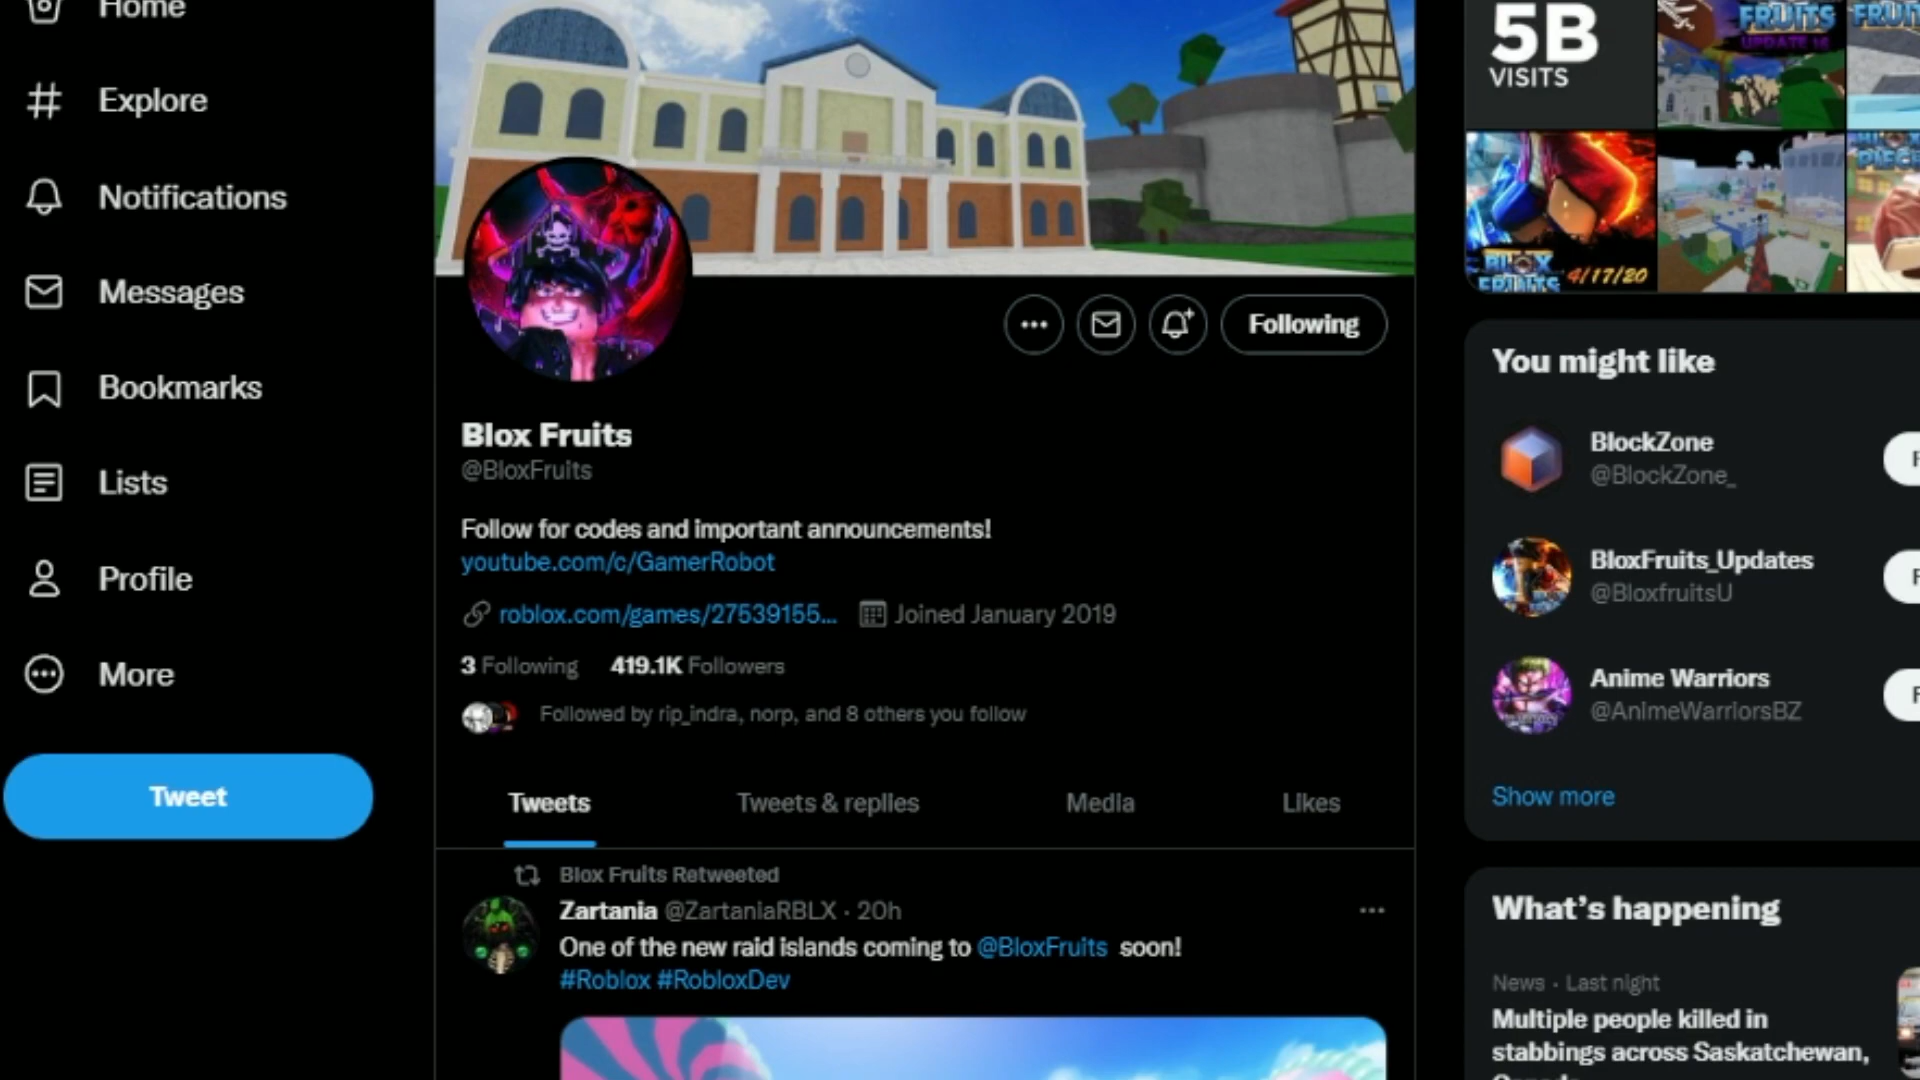 Home
Explore
Notifications
Messages
Bookmarks
Lists
Profile
More
Tweet
Following
Blox Fruits
@BloxFruits
Follow for codes and important announcements!
youtube.com/c/GamerRobot
roblox.com/games/27539155... Joined January 2019
3 Following 419.1K Followers
Followed by rip_indra, norp, and 8 others you follow
Tweets Tweets & replies Media Likes
Blox Fruits Retweeted
Zartania @ZartaniaRBLX · 20h
One of the new raid islands coming to @BloxFruits soon!
#Roblox #RobloxDev
5B
VISITS
FRUITS
UPDATE
BLOX
FRUITS 4/17/20
You might like
BlockZone
@BlockZone_
BloxFruits_Updates
@BloxfruitsU
Anime Warriors
@AnimeWarriorsBZ
Show more
What's happening
News · Last night
Multiple people killed in
stabbings across Saskatchewan,